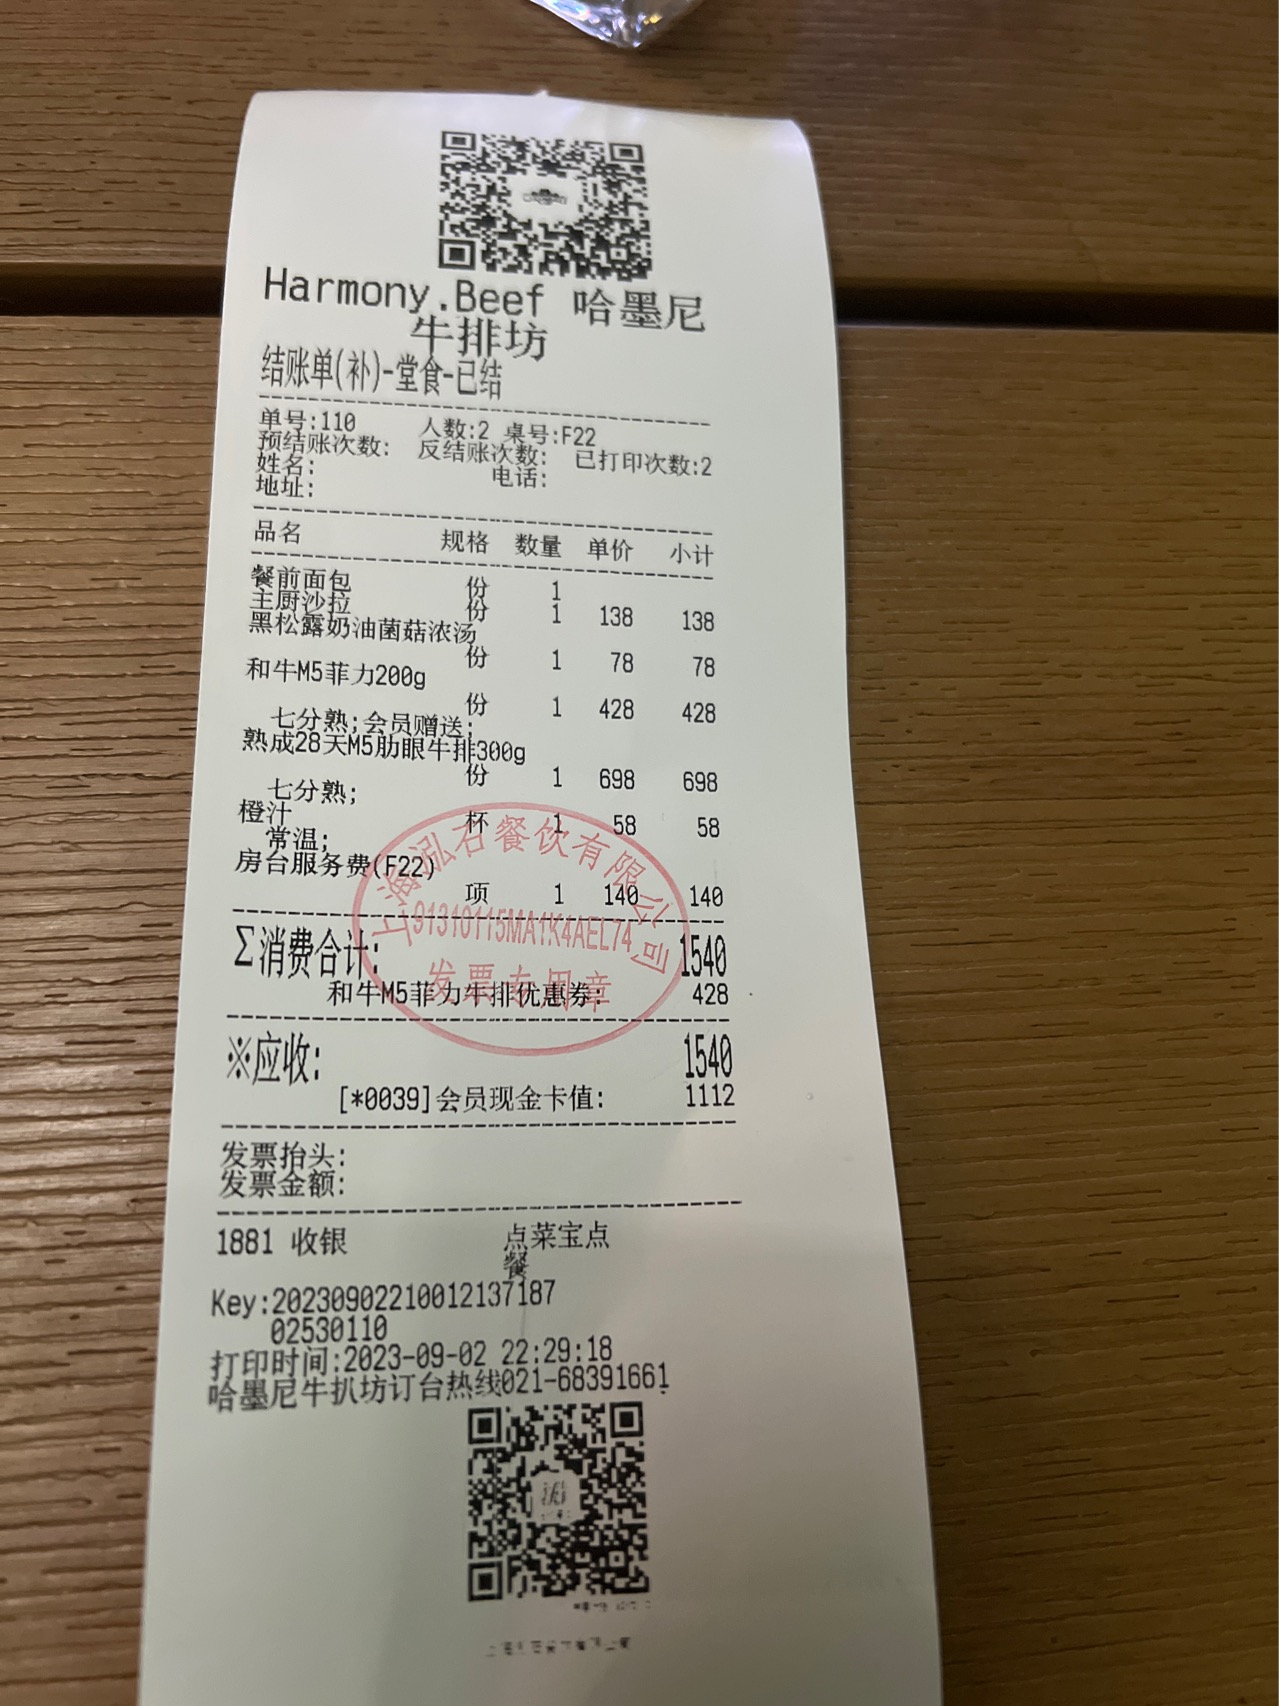 Harmony.Beef 哈墨尼
牛排坊
结账单(补)-堂食-已结
单号:110 人数:2 桌号:F22
预结账次数: 反结账次数: 已打印次数:2
姓名: 电话:
地址:
品名 规格 数量 单价 小计
餐前面包 份 1
主厨沙拉 份 1 138 138
黑松露奶油菌菇浓汤
份 1 78 78
和牛M5菲力200g
份 1 428 428
七分熟;会员赠送;
熟成28天M5肋眼牛排300g
份 1 698 698
七分熟;
橙汁 杯 1 58 58
常温;
房台服务费(F22)
项 1 140 140
上海泓石餐饮有限公司
91310115MA1K4AEL74
发票专用章
Σ消费合计: 1540
和牛M5菲力牛排优惠券: 428
※应收: 1540
[*0039]会员现金卡值: 1112
发票抬头:
发票金额:
1881 收银 点菜宝点
餐
Key:20230902210012137187
02530110
打印时间:2023-09-02 22:29:18
哈墨尼牛扒坊订台热线021-68391661